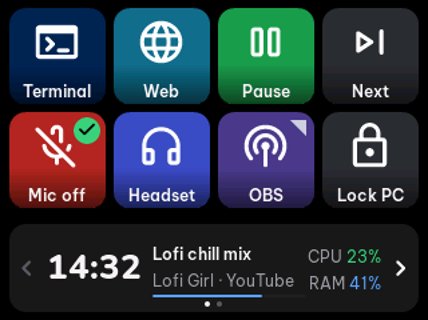 Terminal
Web
Pause
Next
Mic off
Headset
OBS
Lock PC
14:32
Lofi chill mix
Lofi Girl · YouTube
CPU 23%
RAM 41%